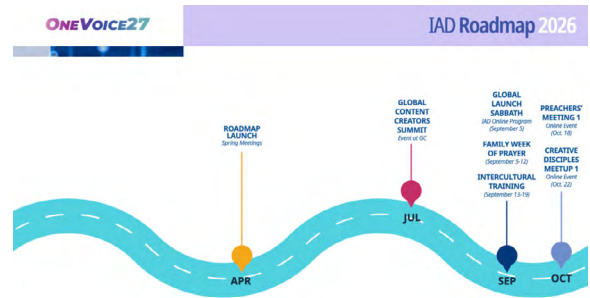 ONEVOICE27
IAD Roadmap 2026
ROADMAP
LAUNCH
Spring Meetings
APR
GLOBAL
CONTENT
CREATORS
SUMMIT
Event at GC
JUL
GLOBAL
LAUNCH
SABBATH
IAD Online Program
(September 5)
FAMILY WEEK
OF PRAYER
(September 5-12)
INTERCULTURAL
TRAINING
(September 13-19)
SEP
PREACHERS'
MEETING 1
Online Event
(Oct. 18)
CREATIVE
DISCIPLES
MEETUP 1
Online Event
(Oct. 22)
OCT